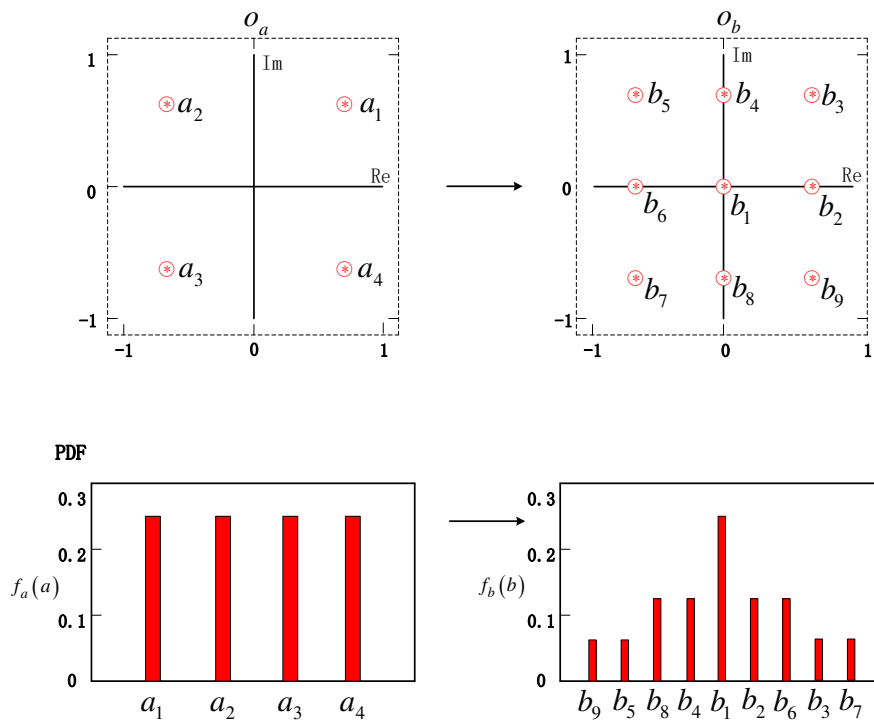 o_a
o_b
1
Im
a_2
a_1
0
Re
a_3
a_4
-1
-1 0 1
1
Im
b_5 b_4 b_3
0
Re
b_6 b_1 b_2
b_7 b_8 b_9
-1
-1 0 1
PDF
0.3
0.2
f_a(a)
0.1
0
a_1 a_2 a_3 a_4
0.3
0.2
f_b(b)
0.1
0
b_9 b_5 b_8 b_4 b_1 b_2 b_6 b_3 b_7